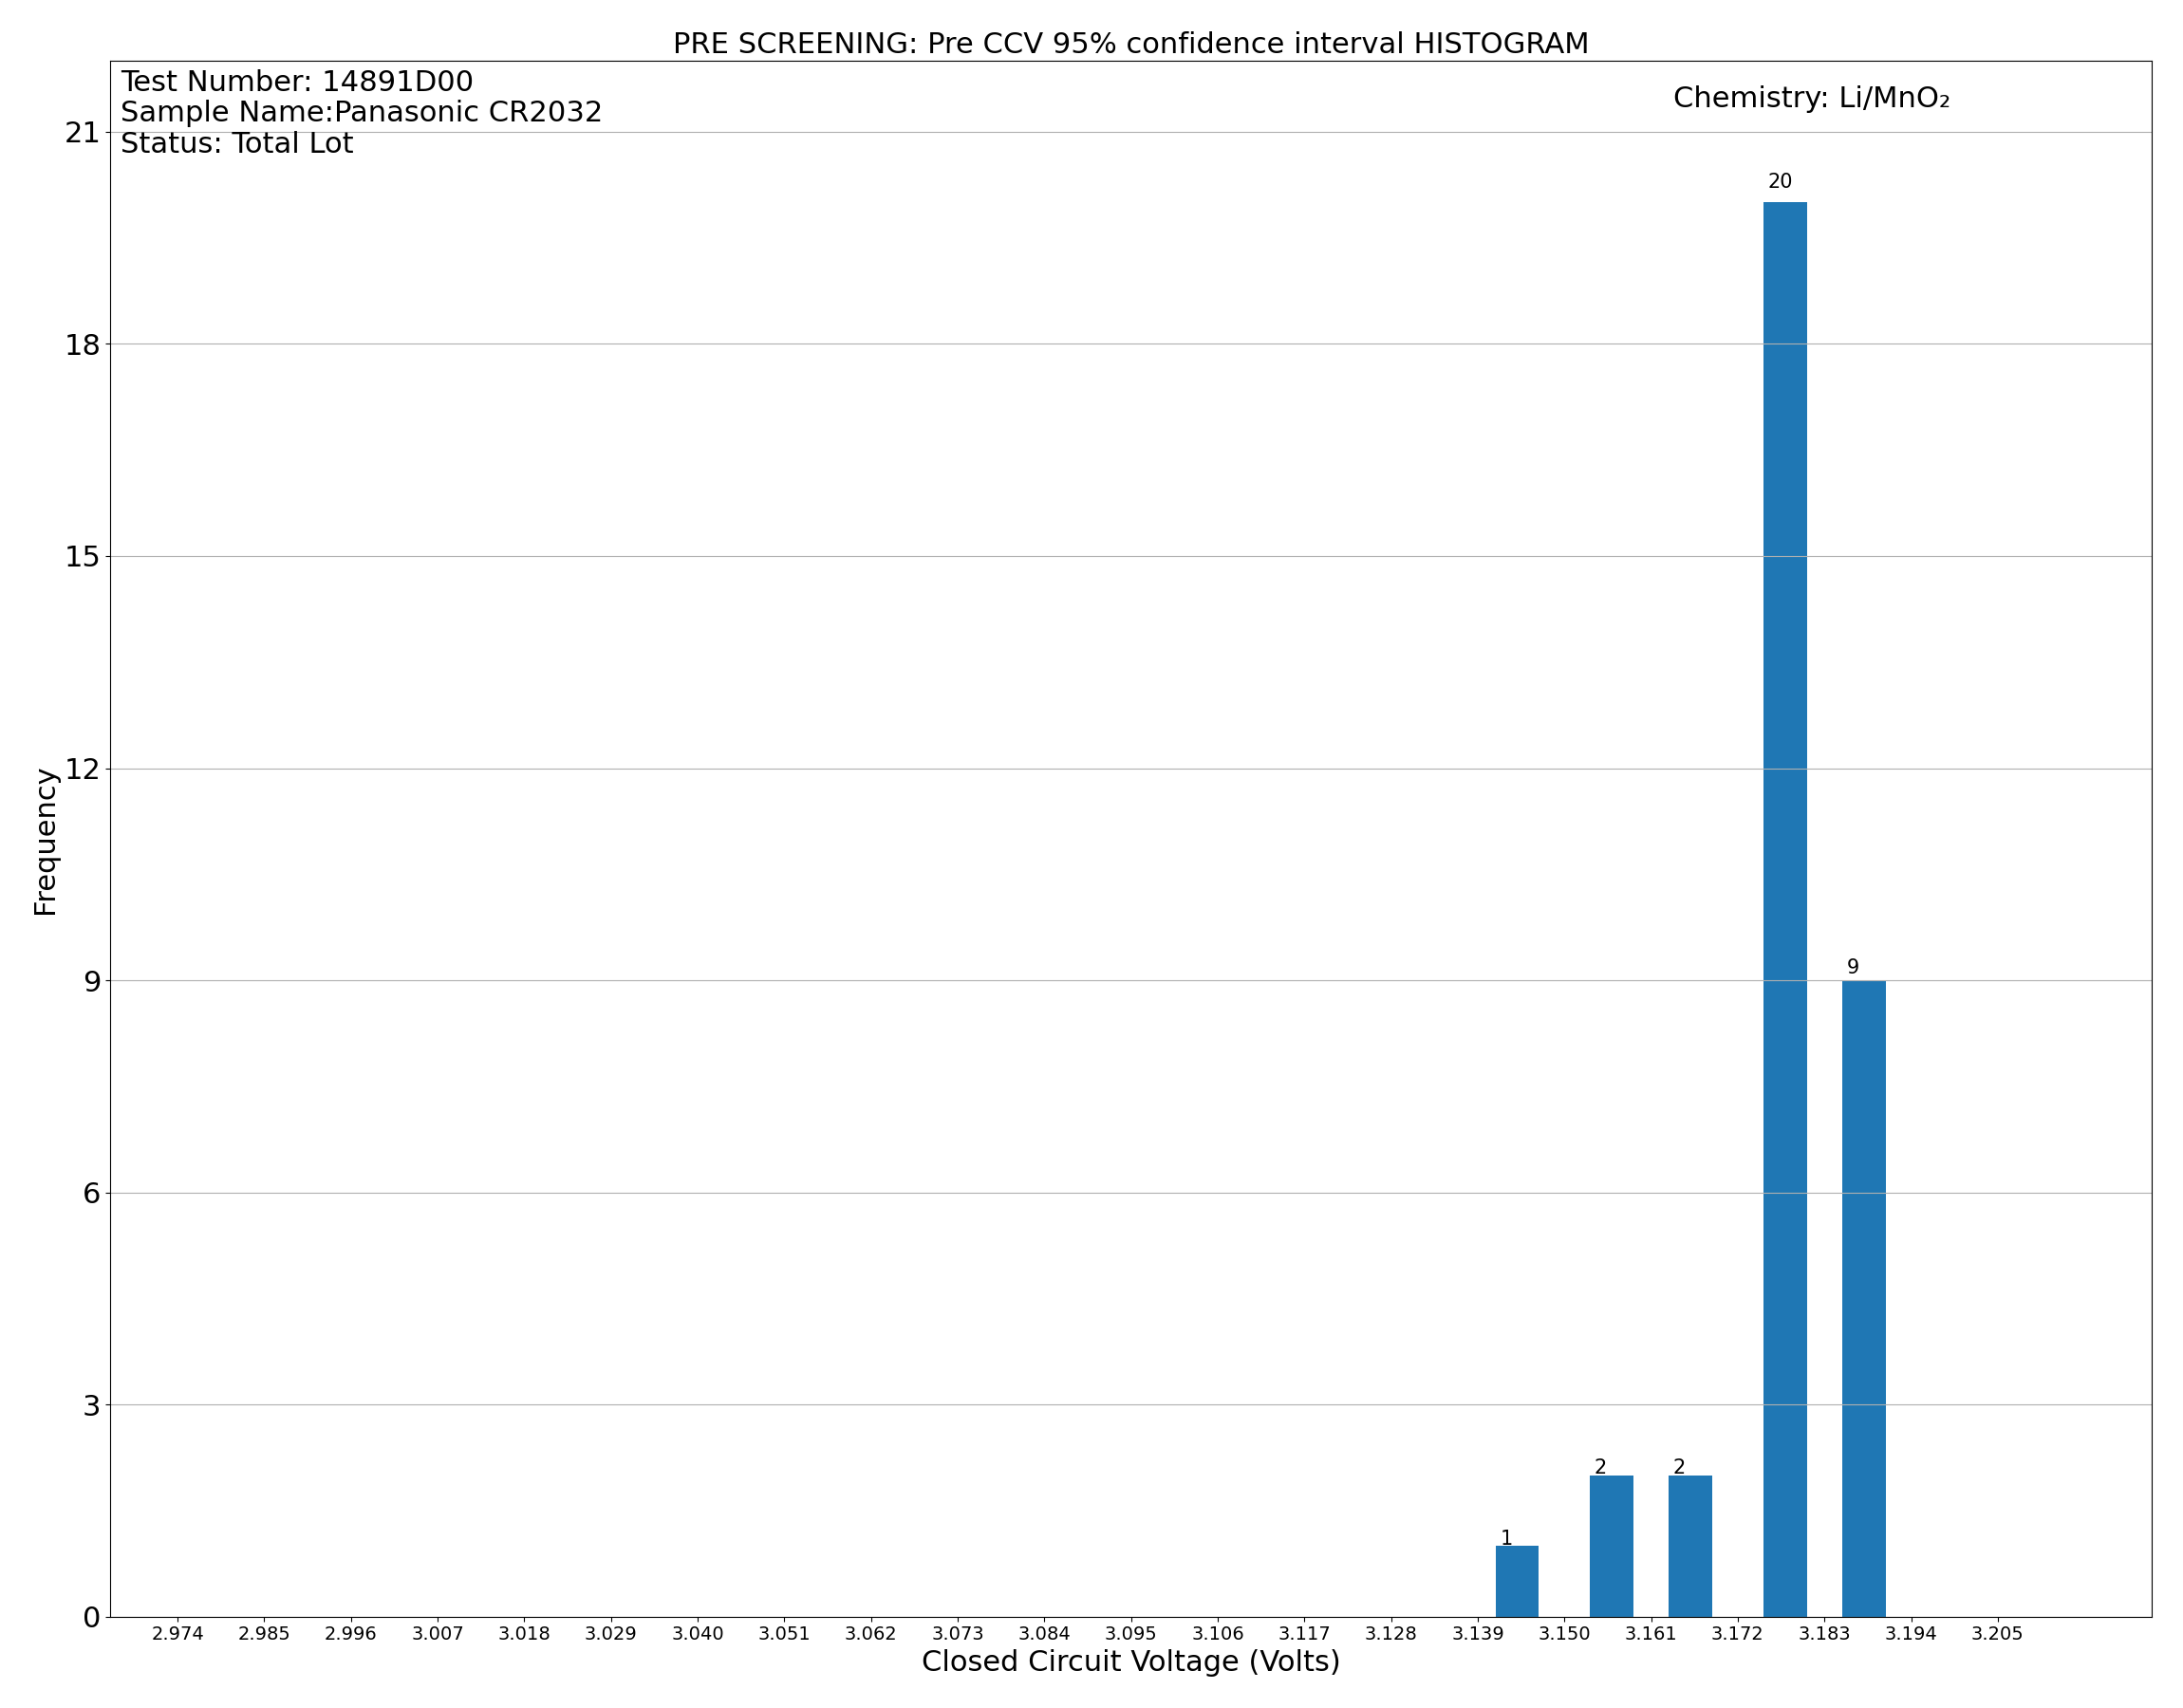 PRE SCREENING: Pre CCV 95% confidence interval HISTOGRAM
Test Number: 14891D00
Sample Name:Panasonic CR2032
Status: Total Lot
Chemistry: Li/MnO₂
21
18
15
12
9
6
3
0
Frequency
20
9
2
2
1
2.974 2.985 2.996 3.007 3.018 3.029 3.040 3.051 3.062 3.073 3.084 3.095 3.106 3.117 3.128 3.139 3.150 3.161 3.172 3.183 3.194 3.205
Closed Circuit Voltage (Volts)